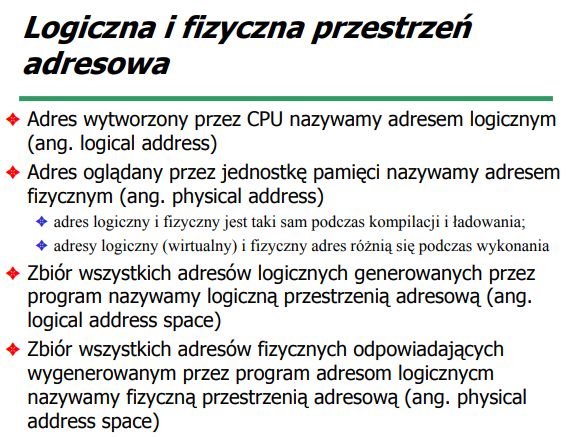 Logiczna i fizyczna przestrzeń
adresowa
Adres wytworzony przez CPU nazywamy adresem logicznym
(ang. logical address)
Adres oglądany przez jednostkę pamięci nazywamy adresem
fizycznym (ang. physical address)
adres logiczny i fizyczny jest taki sam podczas kompilacji i ładowania;
adresy logiczny (wirtualny) i fizyczny adres różnią się podczas wykonania
Zbiór wszystkich adresów logicznych generowanych przez
program nazywamy logiczną przestrzenią adresową (ang.
logical address space)
Zbiór wszystkich adresów fizycznych odpowiadających
wygenerowanym przez program adresom logicznycm
nazywamy fizyczną przestrzenią adresową (ang. physical
address space)